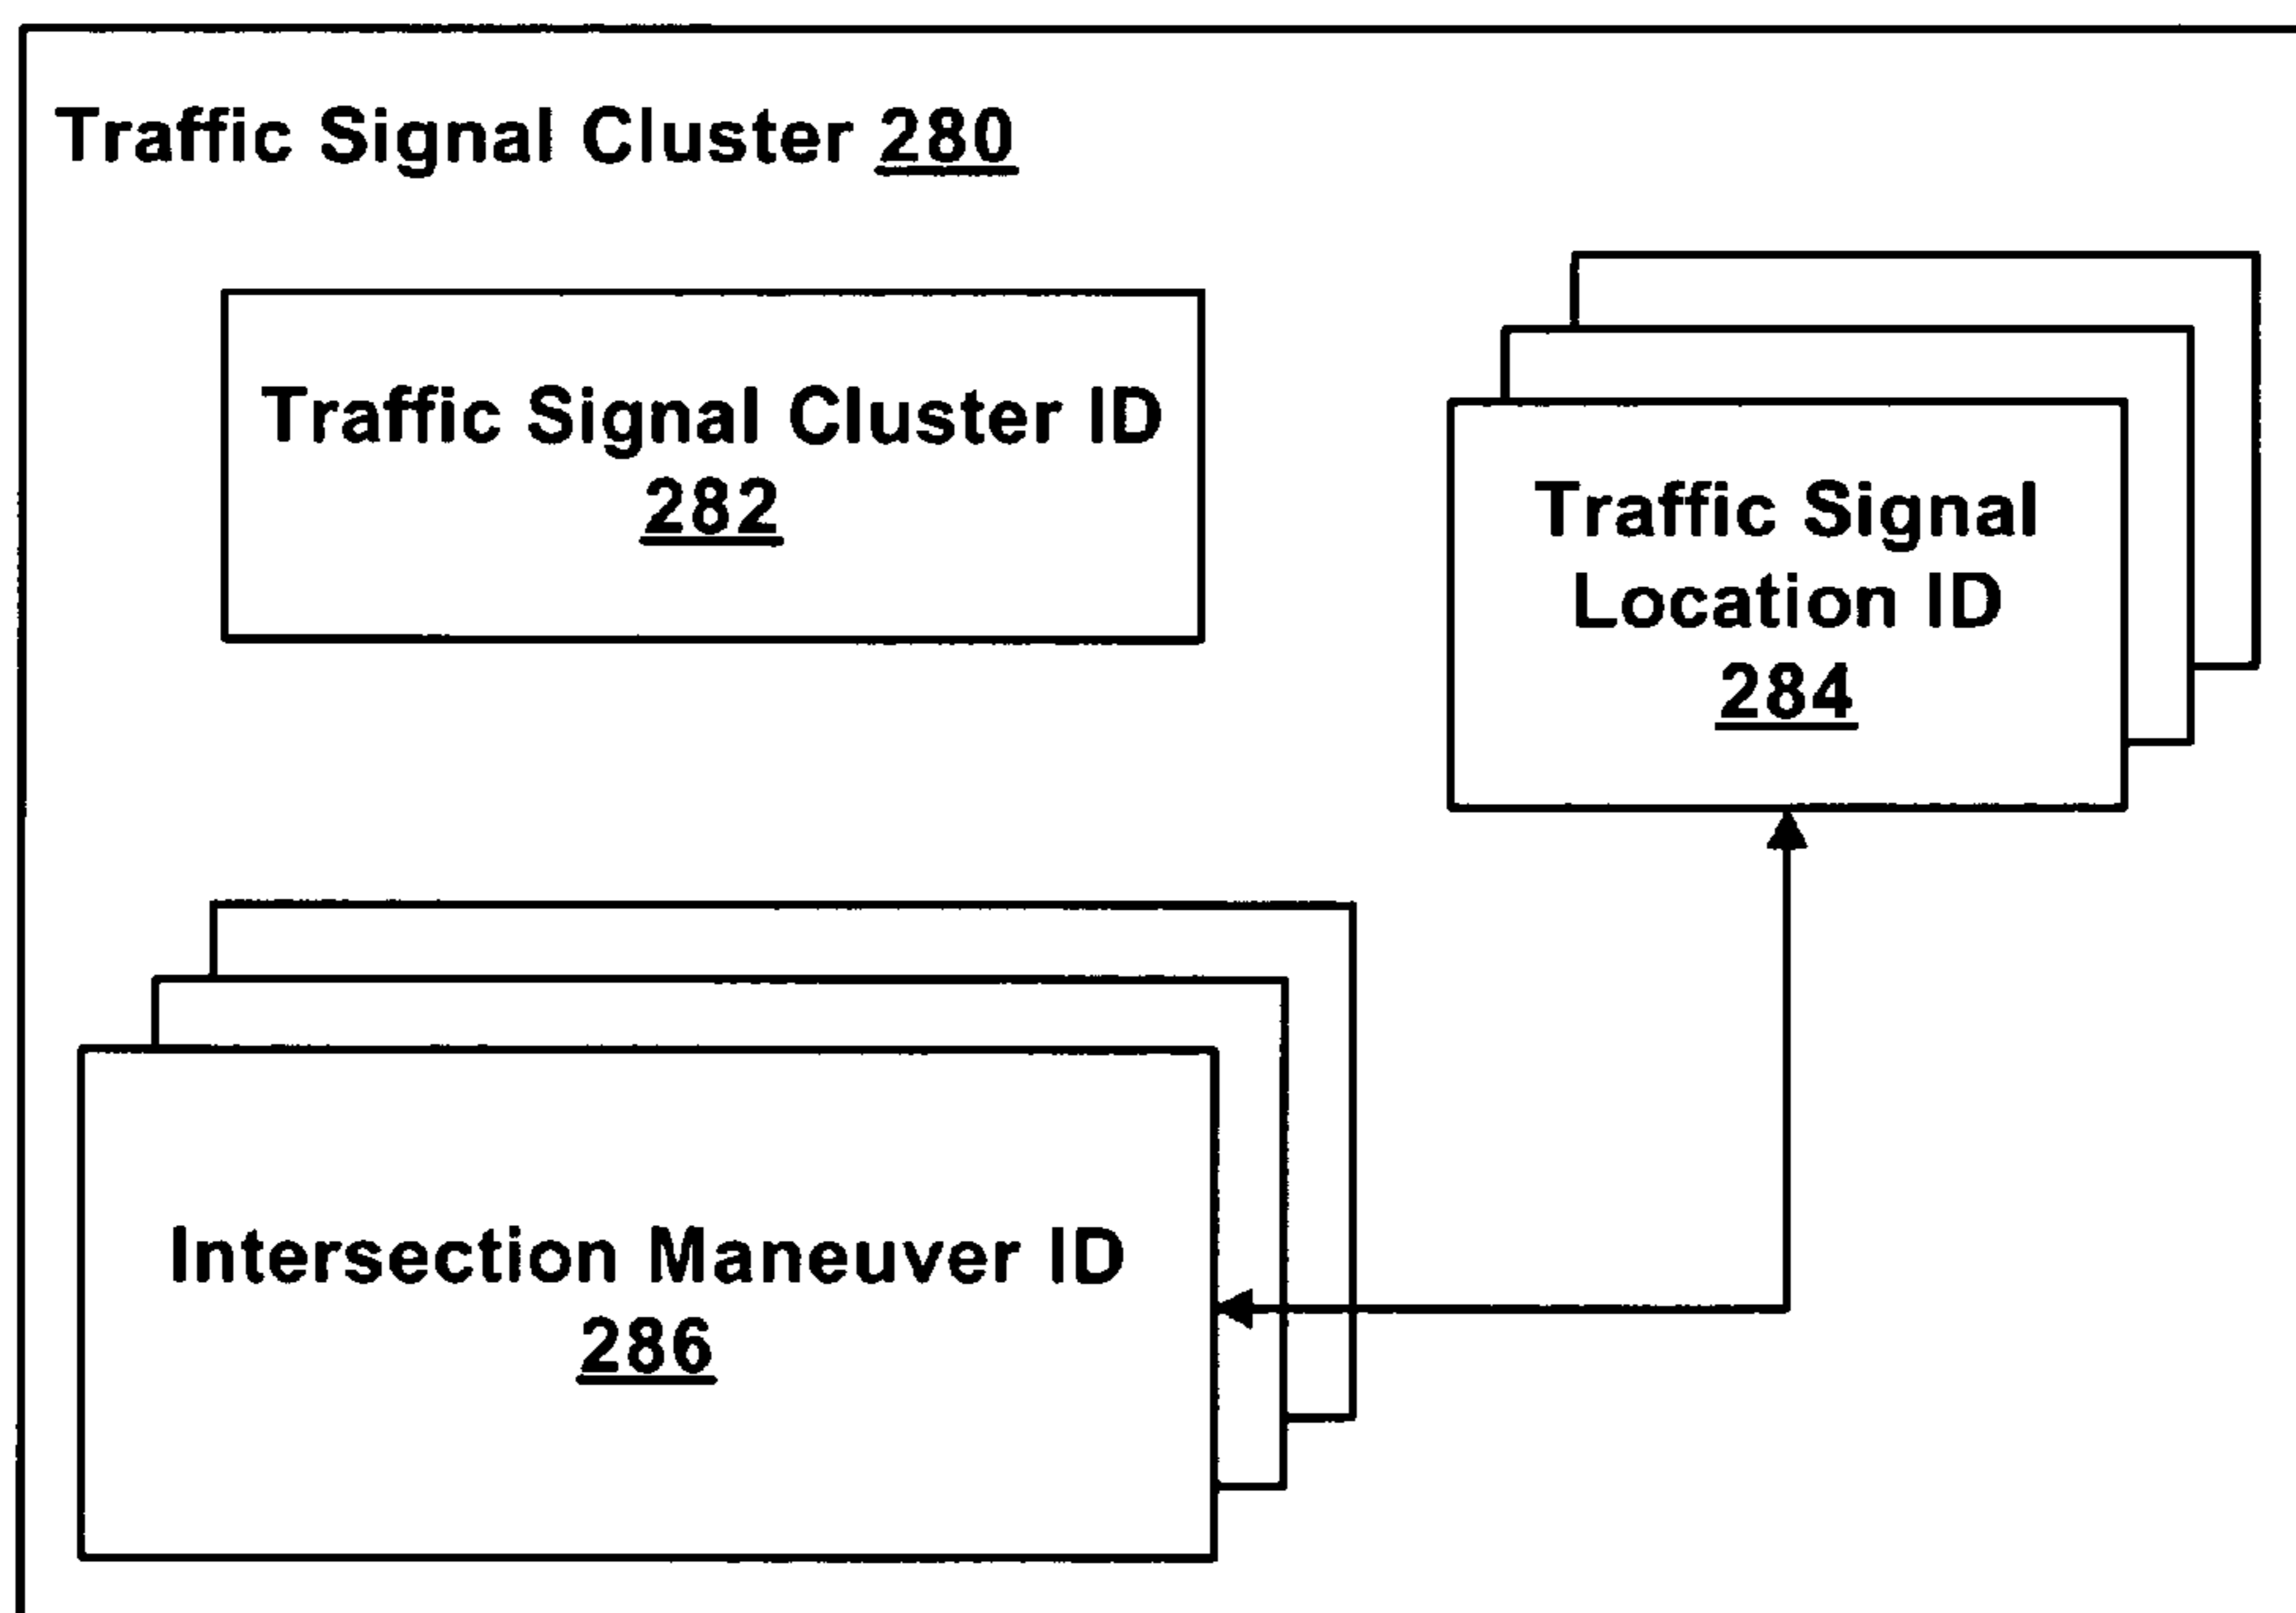 Traffic Signal Cluster 280
Traffic Signal Cluster ID
282
Traffic Signal
Location ID
284
Intersection Maneuver ID
286